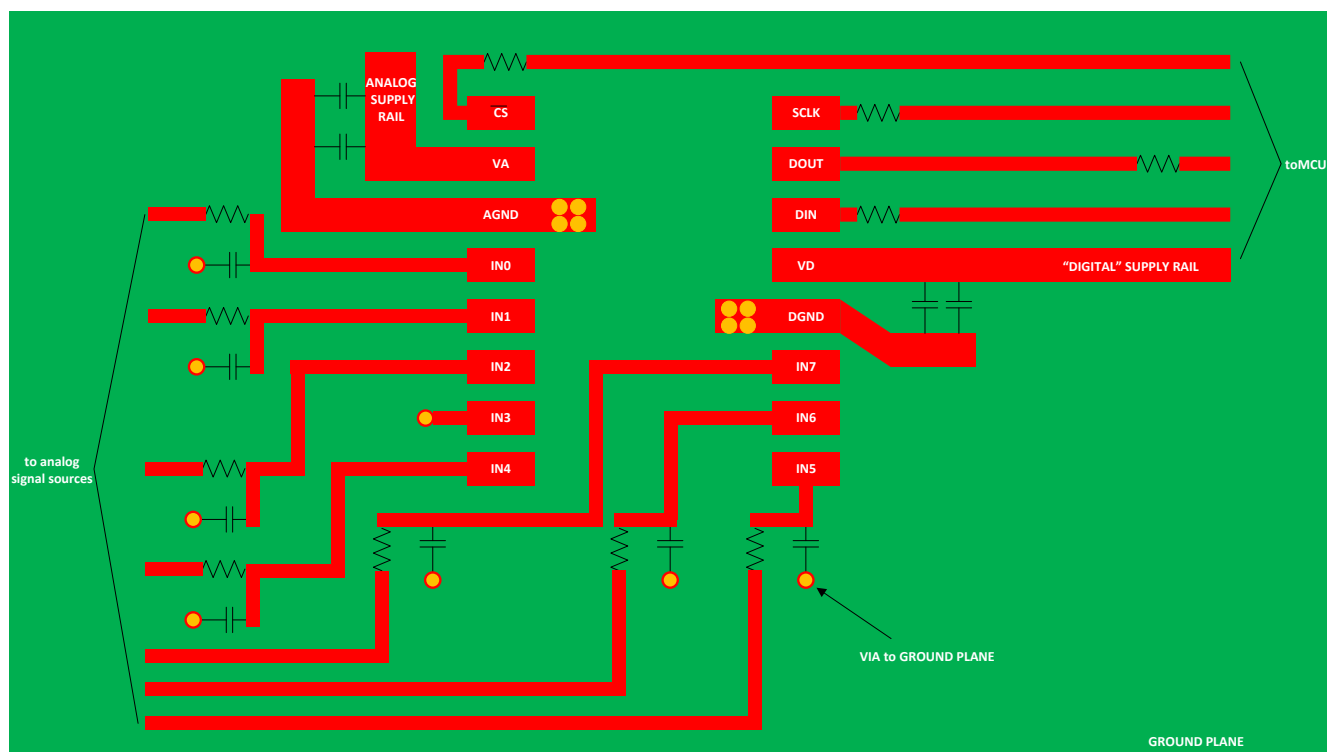 ANALOG
SUPPLY
RAIL
CS
SCLK
VA
DOUT
toMCU
AGND
DIN
IN0
VD
“DIGITAL” SUPPLY RAIL
IN1
DGND
IN2
IN7
IN3
IN6
to analog
signal sources
IN4
IN5
VIA to GROUND PLANE
GROUND PLANE